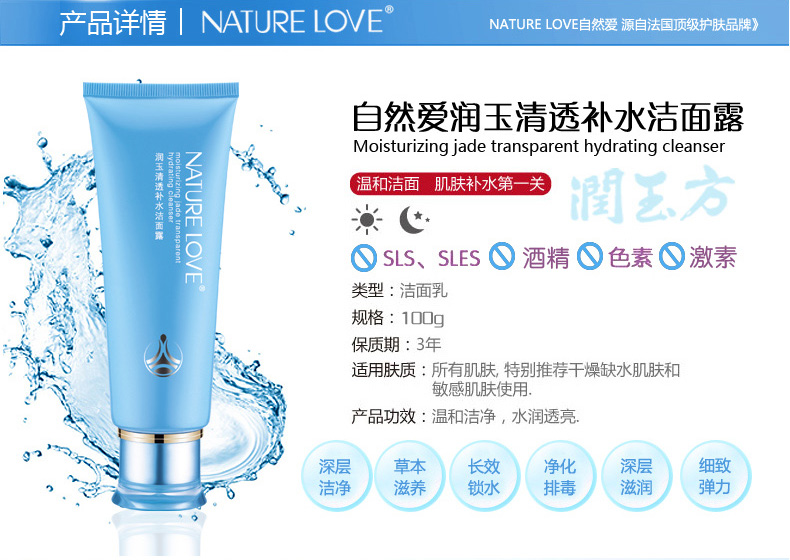 产品详情 | NATURE LOVE®
NATURE LOVE自然爱 源自法国顶级护肤品牌》
自然爱润玉清透补水洁面露
Moisturizing jade transparent hydrating cleanser
温和洁面 肌肤补水第一关
潤玉方
SLS、SLES 酒精 色素 激素
类型：洁面乳
规格：100g
保质期：3年
适用肤质：所有肌肤, 特别推荐干燥缺水肌肤和
敏感肌肤使用.
产品功效：温和洁净，水润透亮.
深层
洁净
草本
滋养
长效
锁水
净化
排毒
深层
滋润
细致
弹力
NATURE LOVE®
moisturizing jade transparent
hydrating cleanser
润玉清透补水洁面露